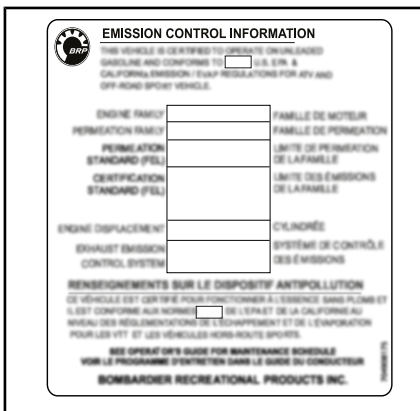 EMISSION CONTROL INFORMATION
BRP
THIS VEHICLE IS CERTIFIED TO OPERATE ON UNLEADED
GASOLINE AND CONFORMS TO U.S. EPA &
CALIFORNIA EMISSION / EVAP REGULATIONS FOR ATV AND
OFF-ROAD SPORT VEHICLE.
ENGINE FAMILY FAMILLE DE MOTEUR
PERMEATION FAMILY FAMILLE DE PERMEATION
PERMEATION LIMITE DE PERMEATION
STANDARD (FEL) DE LA FAMILLE
CERTIFICATION LIMITE DES ÉMISSIONS
STANDARD (FEL) DE LA FAMILLE
ENGINE DISPLACEMENT CYLINDRÉE
EXHAUST EMISSION SYSTÈME DE CONTRÔLE
CONTROL SYSTEM DES ÉMISSIONS
RENSEIGNEMENTS SUR LE DISPOSITIF ANTIPOLLUTION
CE VÉHICULE EST CERTIFIÉ POUR FONCTIONNER À L'ESSENCE SANS PLOMB ET
IL EST CONFORME AUX NORMES DE L'EPA ET DE LA CALIFORNIE AU
NIVEAU DES RÉGLEMENTATIONS DE L'ÉCHAPPEMENT ET DE L'ÉVAPORATION
POUR LES VTT ET LES VÉHICULES HORS-ROUTE SPORTS.
SEE OPERATOR'S GUIDE FOR MAINTENANCE SCHEDULE
VOIR LE PROGRAMME D'ENTRETIEN DANS LE GUIDE DU CONDUCTEUR
BOMBARDIER RECREATIONAL PRODUCTS INC.